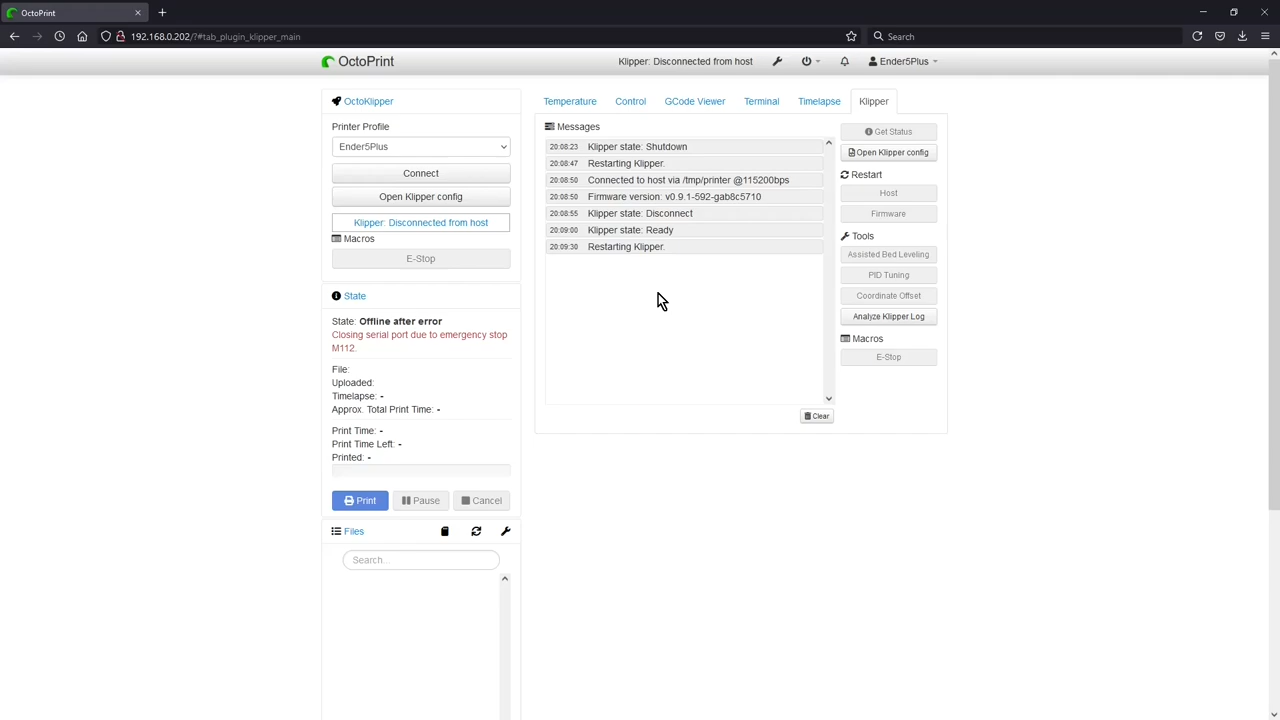 OctoPrint
192.168.0.202/?#tab_plugin_klipper_main
Search
OctoPrint
Klipper: Disconnected from host
Ender5Plus
OctoKlipper
Printer Profile
Ender5Plus
Connect
Open Klipper config
Klipper: Disconnected from host
Macros
E-Stop
State
State: Offline after error
Closing serial port due to emergency stop
M112.
File:
Uploaded:
Timelapse: -
Approx. Total Print Time: -
Print Time: -
Print Time Left: -
Printed: -
Print
Pause
Cancel
Files
Search...
Temperature
Control
GCode Viewer
Terminal
Timelapse
Klipper
Messages
20:08:23 Klipper state: Shutdown
20:08:47 Restarting Klipper.
20:08:50 Connected to host via /tmp/printer @115200bps
20:08:50 Firmware version: v0.9.1-592-gab8c5710
20:08:55 Klipper state: Disconnect
20:09:00 Klipper state: Ready
20:09:30 Restarting Klipper.
Clear
Get Status
Open Klipper config
Restart
Host
Firmware
Tools
Assisted Bed Leveling
PID Tuning
Coordinate Offset
Analyze Klipper Log
Macros
E-Stop